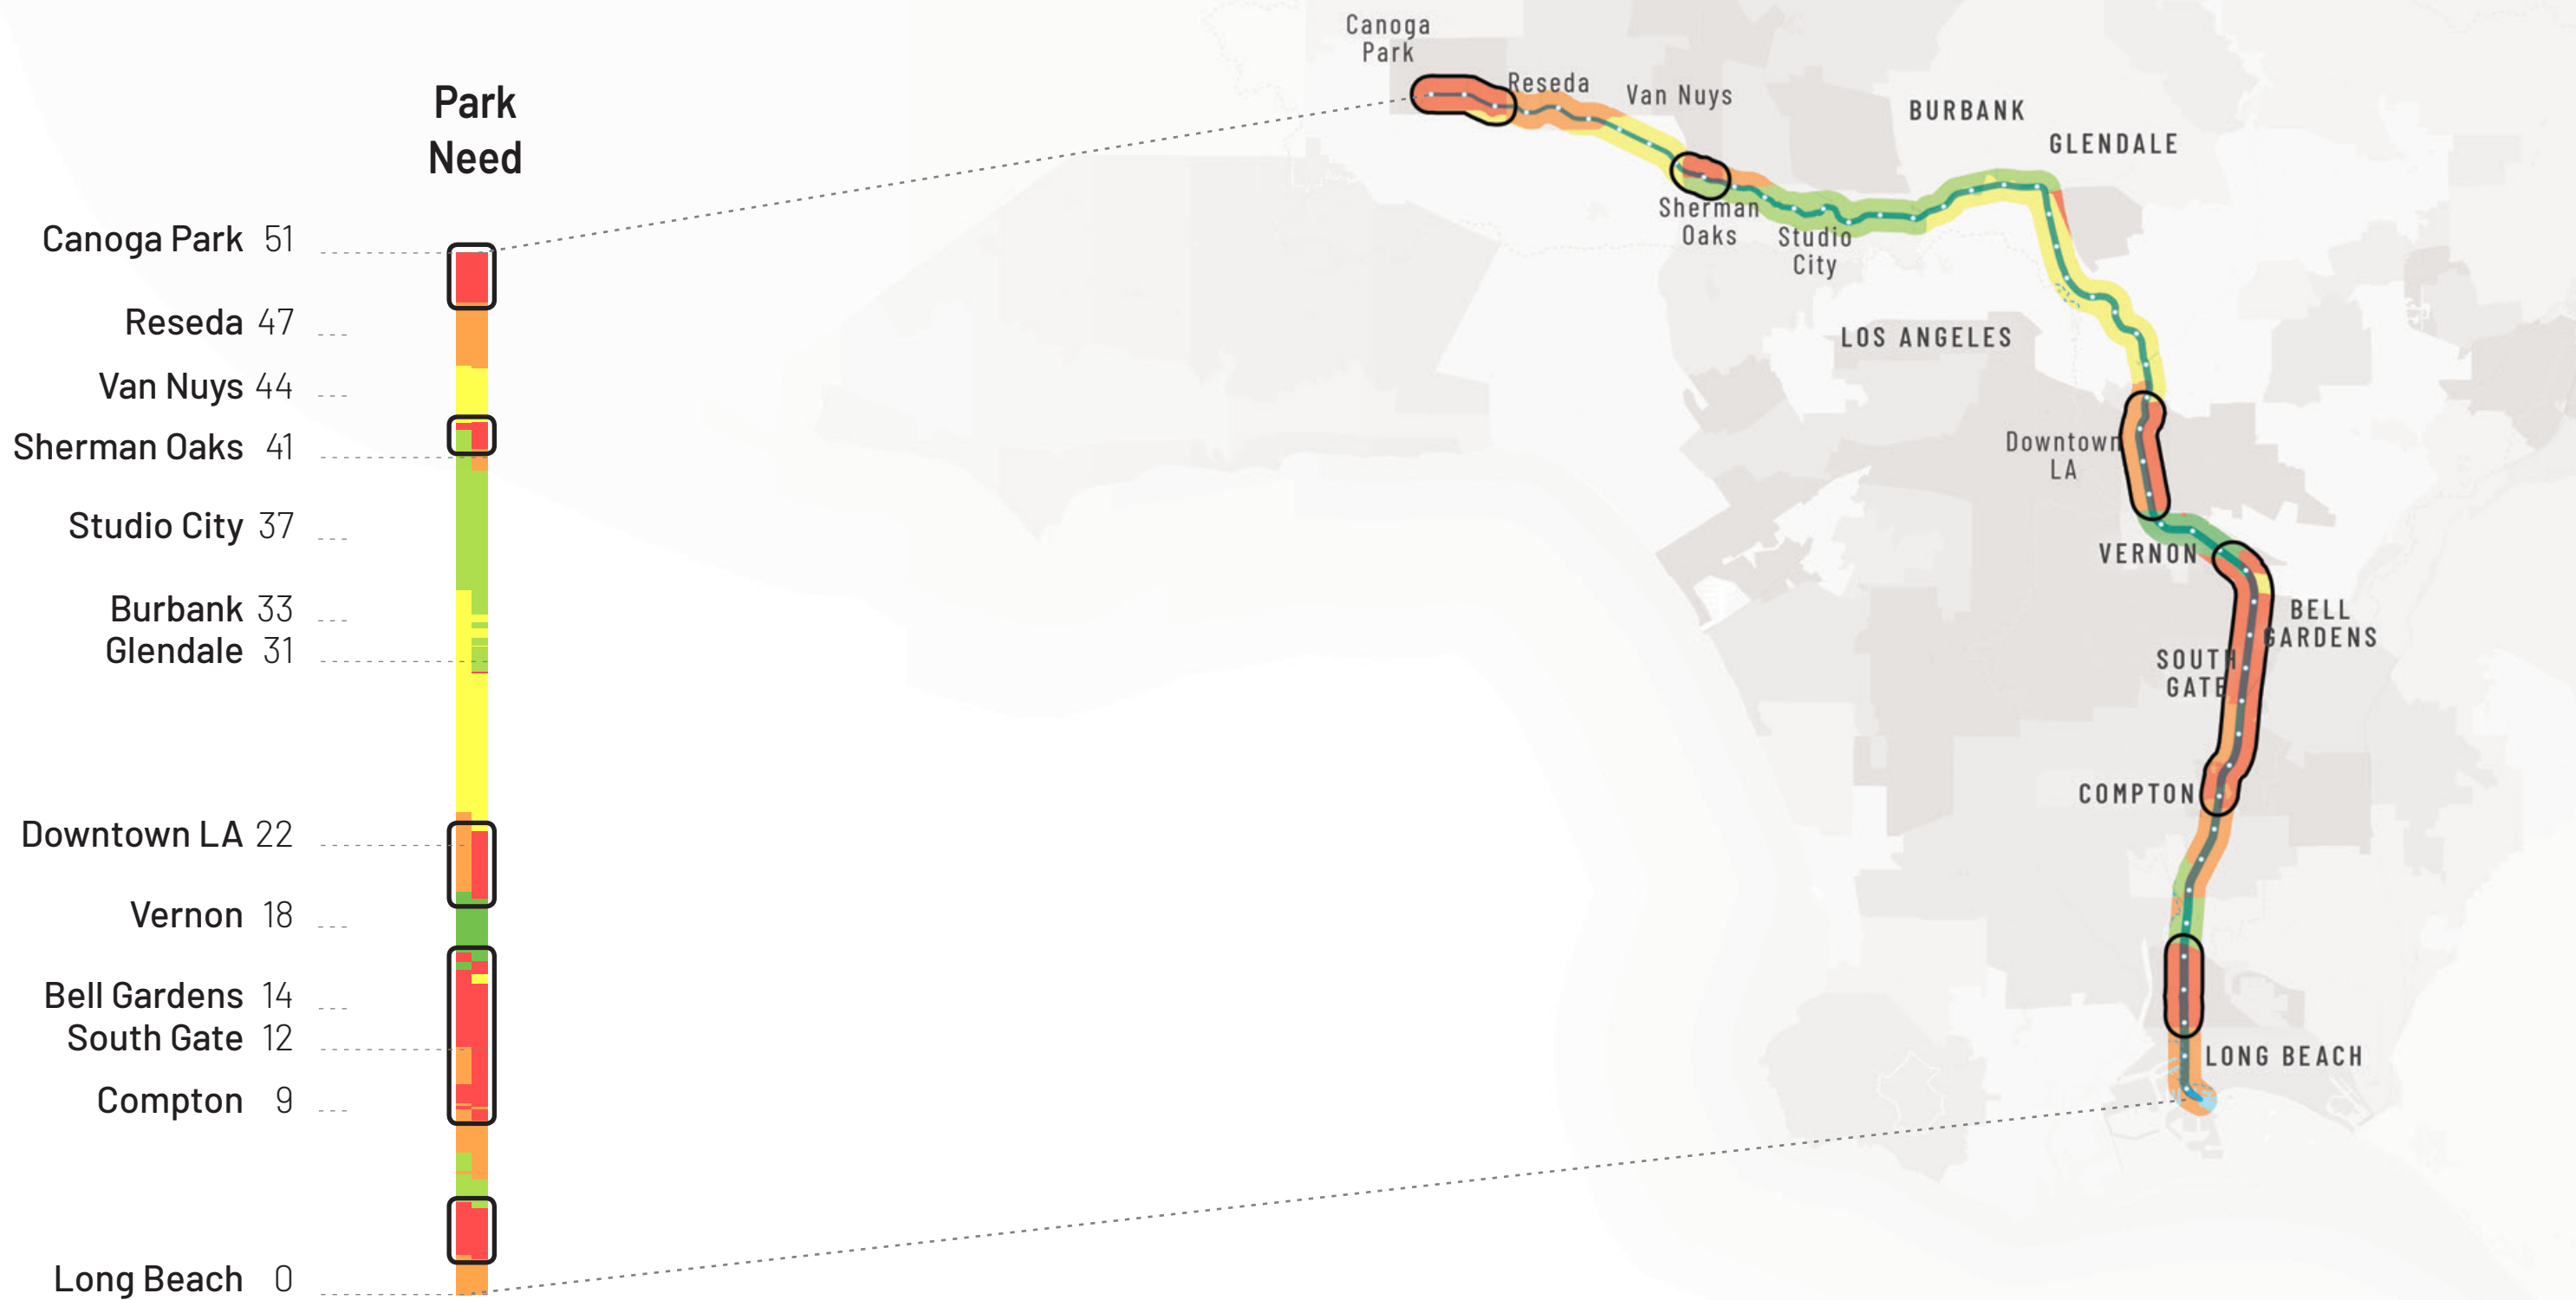 Park
Need
Canoga Park 51
Reseda 47
Van Nuys 44
Sherman Oaks 41
Studio City 37
Burbank 33
Glendale 31
Downtown LA 22
Vernon 18
Bell Gardens 14
South Gate 12
Compton 9
Long Beach 0
Canoga
Park
Reseda
Van Nuys
BURBANK
GLENDALE
Sherman
Oaks
Studio
City
LOS ANGELES
Downtown
LA
VERNON
BELL
GARDENS
SOUTH
GATE
COMPTON
LONG BEACH